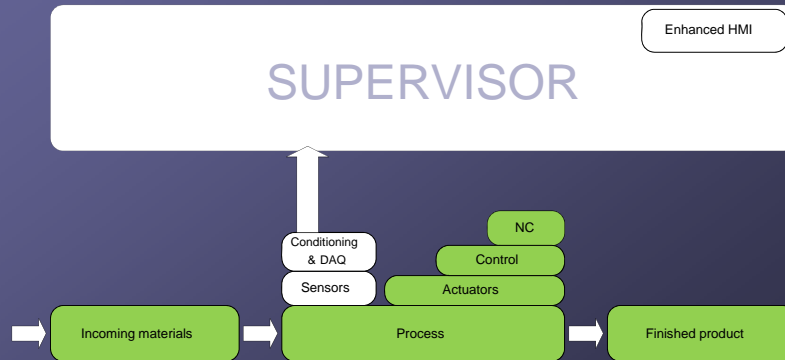 Enhanced HMI
SUPERVISOR
NC
Conditioning
& DAQ
Control
Sensors
Actuators
Incoming materials
Process
Finished product